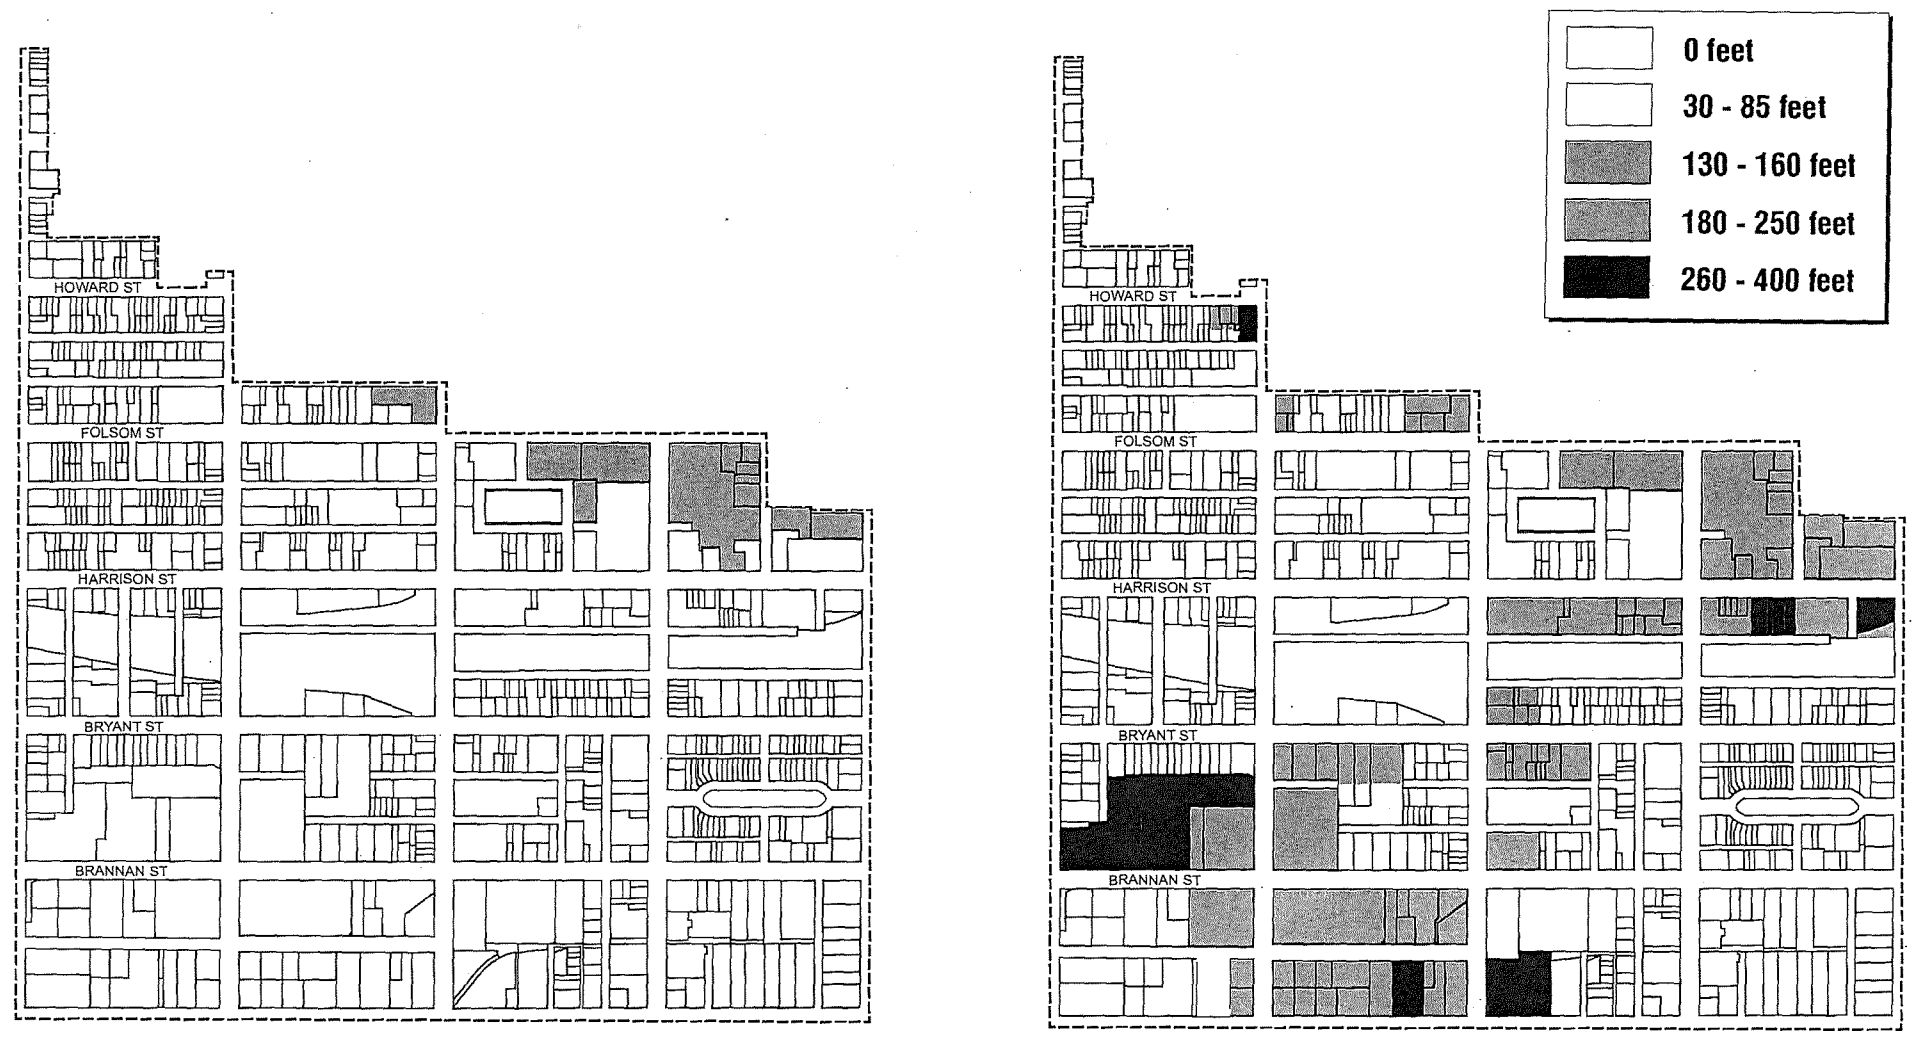 HOWARD ST
FOLSOM ST
HARRISON ST
BRYANT ST
BRANNAN ST
HOWARD ST
FOLSOM ST
HARRISON ST
BRYANT ST
BRANNAN ST
0 feet
30 - 85 feet
130 - 160 feet
180 - 250 feet
260 - 400 feet